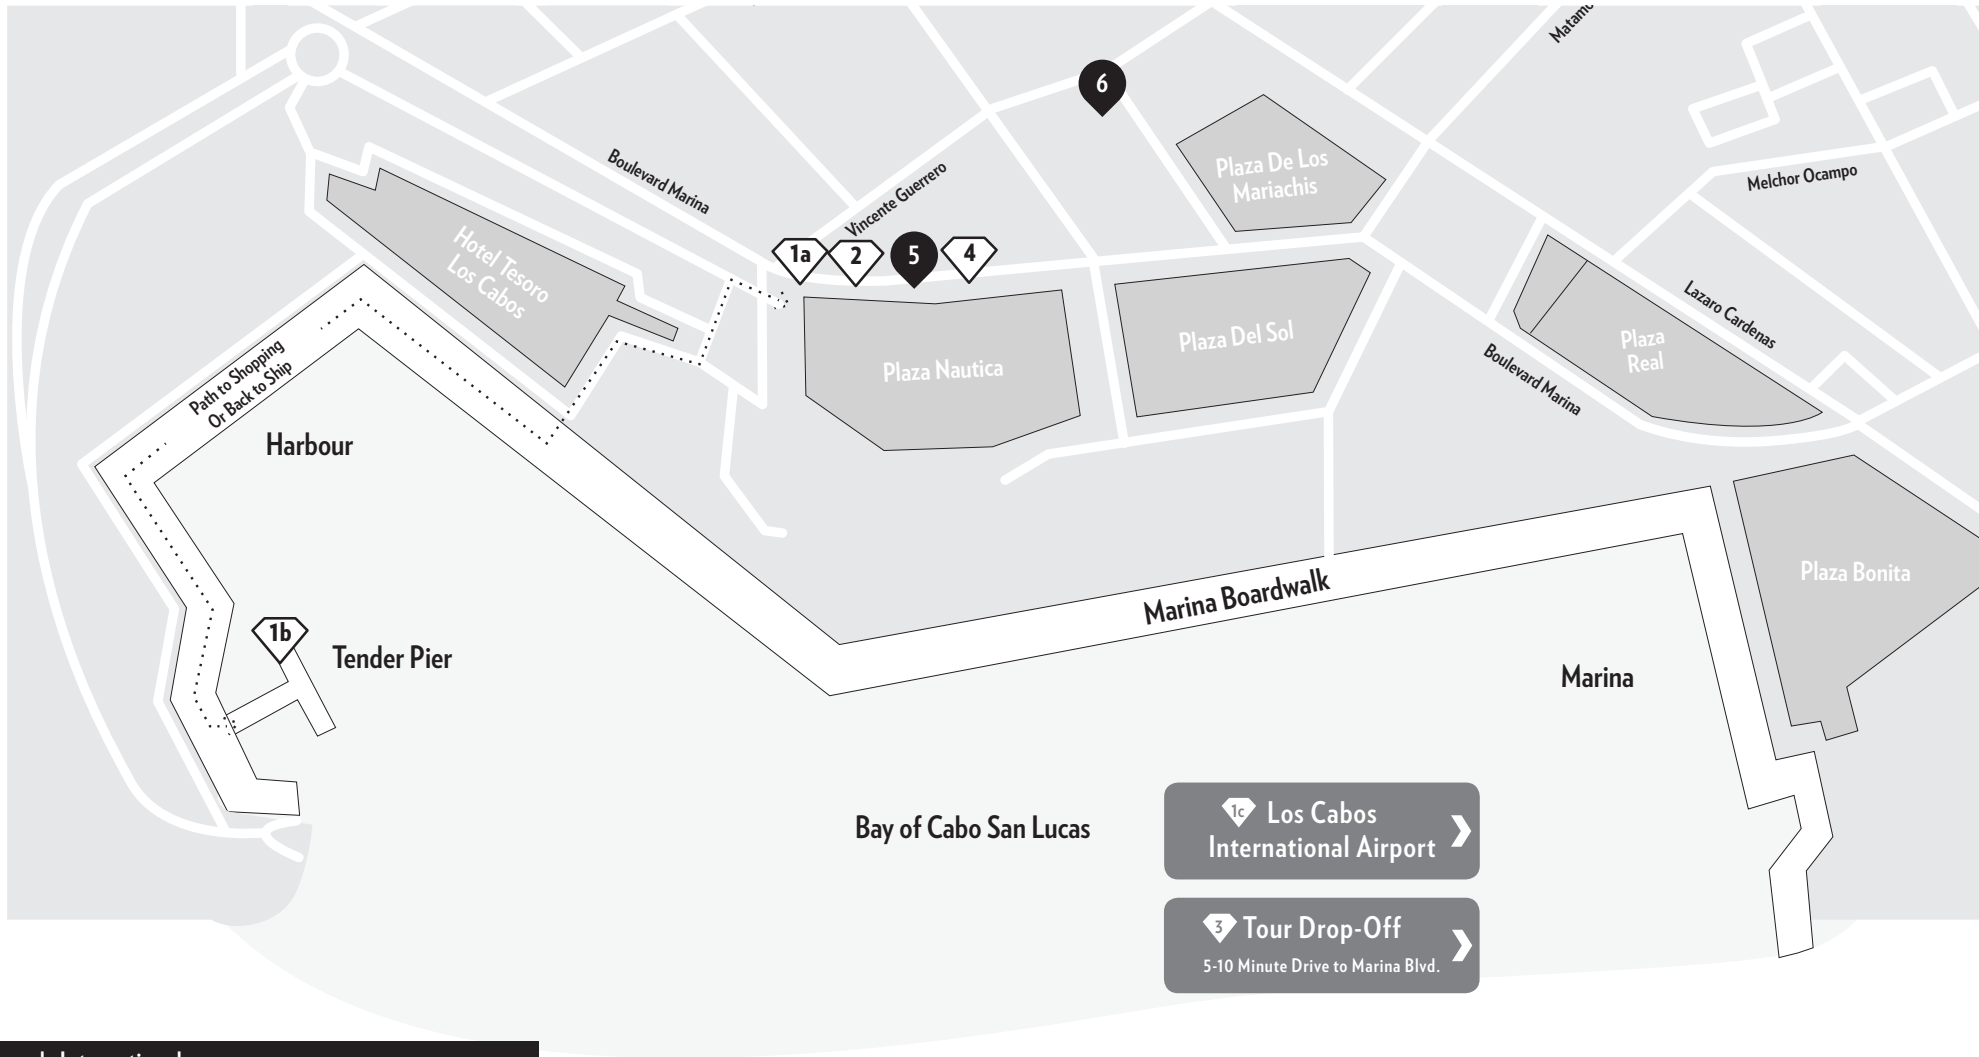 Matamo
6
Plaza De Los
Mariachis
Boulevard Marina
Vincente Guerrero
Melchor Ocampo
1a
2
5
4
Hotel Tesoro
Los Cabos
Lazaro Cardenas
Plaza Del Sol
Plaza
Real
Plaza Nautica
Boulevard Marina
Path to Shopping
Or Back to Ship
Harbour
Plaza Bonita
Marina Boardwalk
1b
Tender Pier
Marina
Bay of Cabo San Lucas
1c Los Cabos
International Airport
3 Tour Drop-Off
5-10 Minute Drive to Marina Blvd.